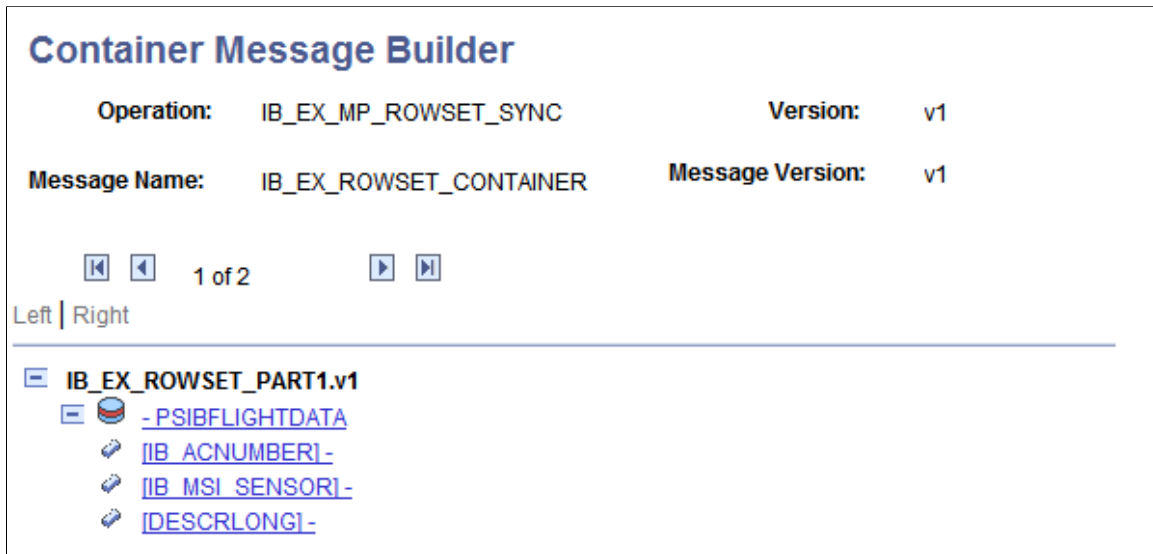 Container Message Builder
Operation: IB_EX_MP_ROWSET_SYNC Version: v1
Message Name: IB_EX_ROWSET_CONTAINER Message Version: v1
1 of 2
Left | Right
IB_EX_ROWSET_PART1.v1
- PSIBFLIGHTDATA
[IB_ACNUMBER] -
[IB_MSI_SENSOR] -
[DESCRLONG] -